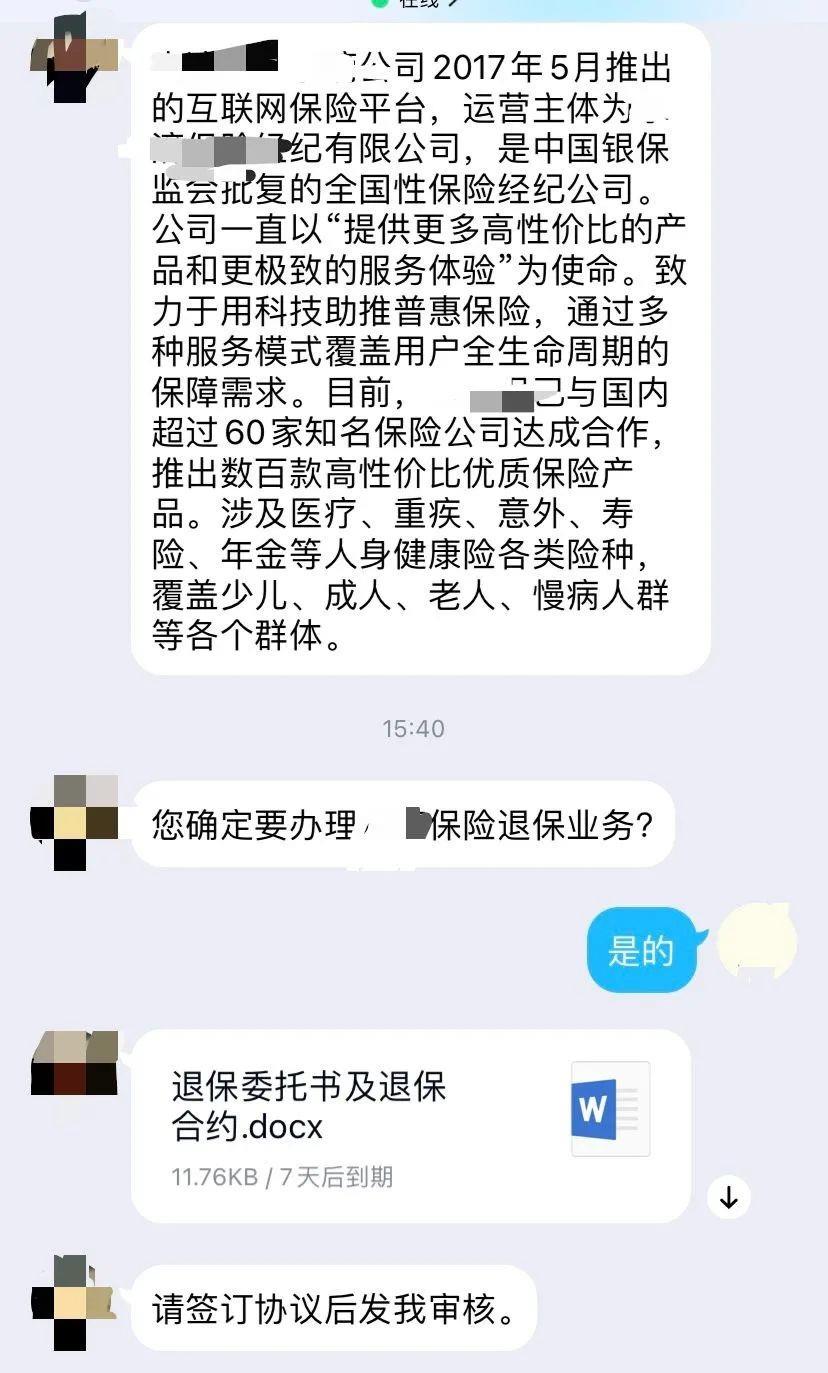 在线
公司2017年5月推出
的互联网保险平台，运营主体为
保险经纪有限公司，是中国银保
监会批复的全国性保险经纪公司。
公司一直以“提供更多高性价比的产
品和更极致的服务体验”为使命。致
力于用科技助推普惠保险，通过多
种服务模式覆盖用户全生命周期的
保障需求。目前，已与国内
超过60家知名保险公司达成合作，
推出数百款高性价比优质保险产
品。涉及医疗、重疾、意外、寿
险、年金等人身健康险各类险种，
覆盖少儿、成人、老人、慢病人群
等各个群体。
15:40
您确定要办理保险退保业务？
是的
退保委托书及退保
合约.docx
W
11.76KB / 7天后到期
请签订协议后发我审核。